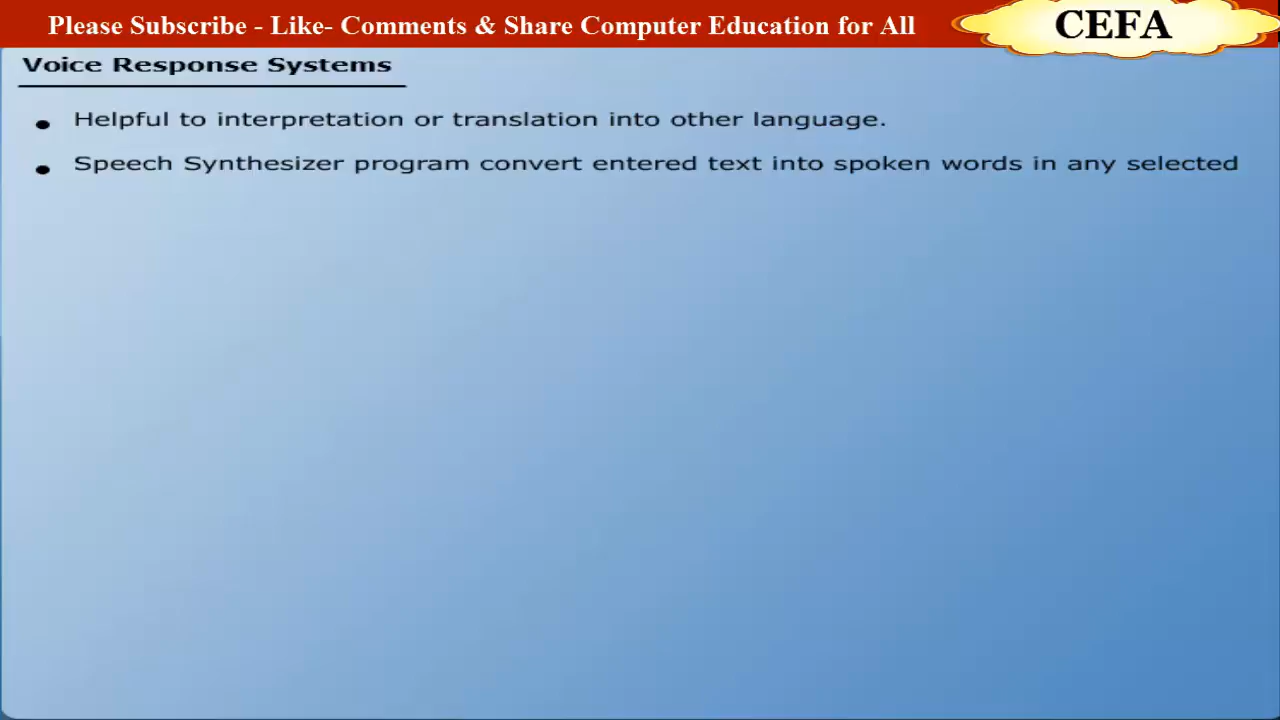 Please Subscribe - Like- Comments & Share Computer Education for All
CEFA
Voice Response Systems
• Helpful to interpretation or translation into other language.
• Speech Synthesizer program convert entered text into spoken words in any selected